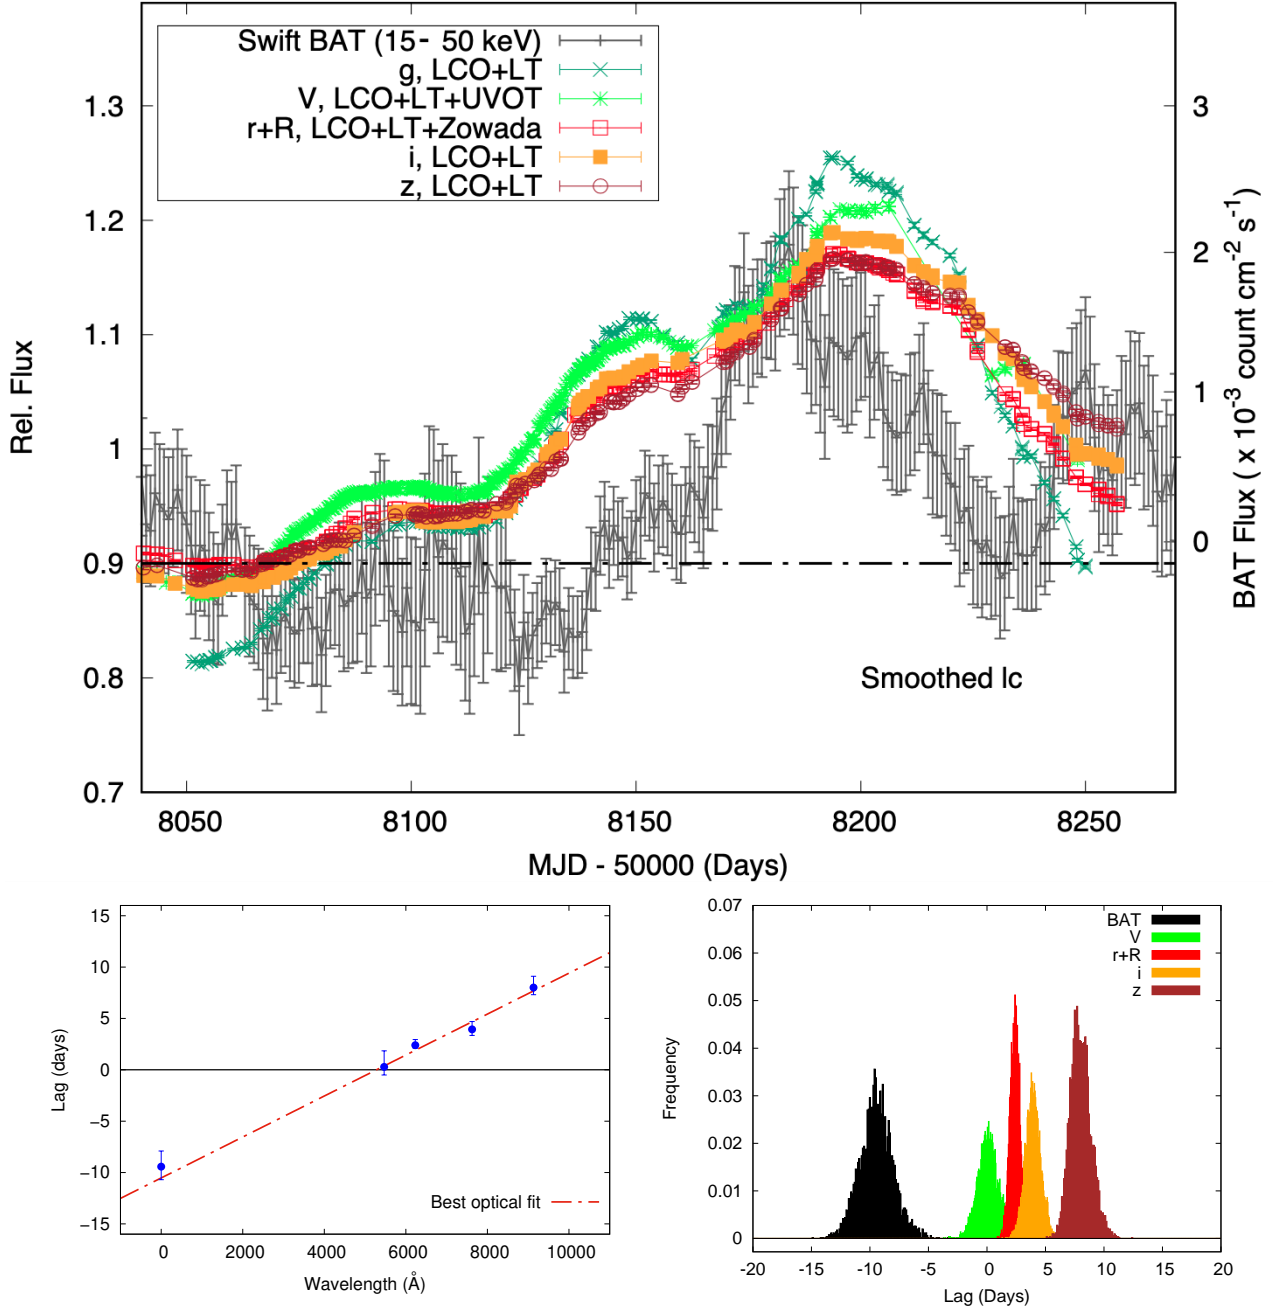 Swift BAT (15- 50 keV)
g, LCO+LT
V, LCO+LT+UVOT
r+R, LCO+LT+Zowada
i, LCO+LT
z, LCO+LT
1.3
1.2
1.1
1
0.9
0.8
0.7
Rel. Flux
3
2
1
0
BAT Flux ( x 10⁻³ count cm⁻² s⁻¹)
Smoothed lc
8050 8100 8150 8200 8250
MJD - 50000 (Days)
15
10
5
0
−5
−10
−15
Lag (days)
Best optical fit
0 2000 4000 6000 8000 10000
Wavelength (Å)
0.07
0.06
0.05
0.04
0.03
0.02
0.01
0
Frequency
BAT
V
r+R
i
z
-20 -15 -10 -5 0 5 10 15 20
Lag (Days)